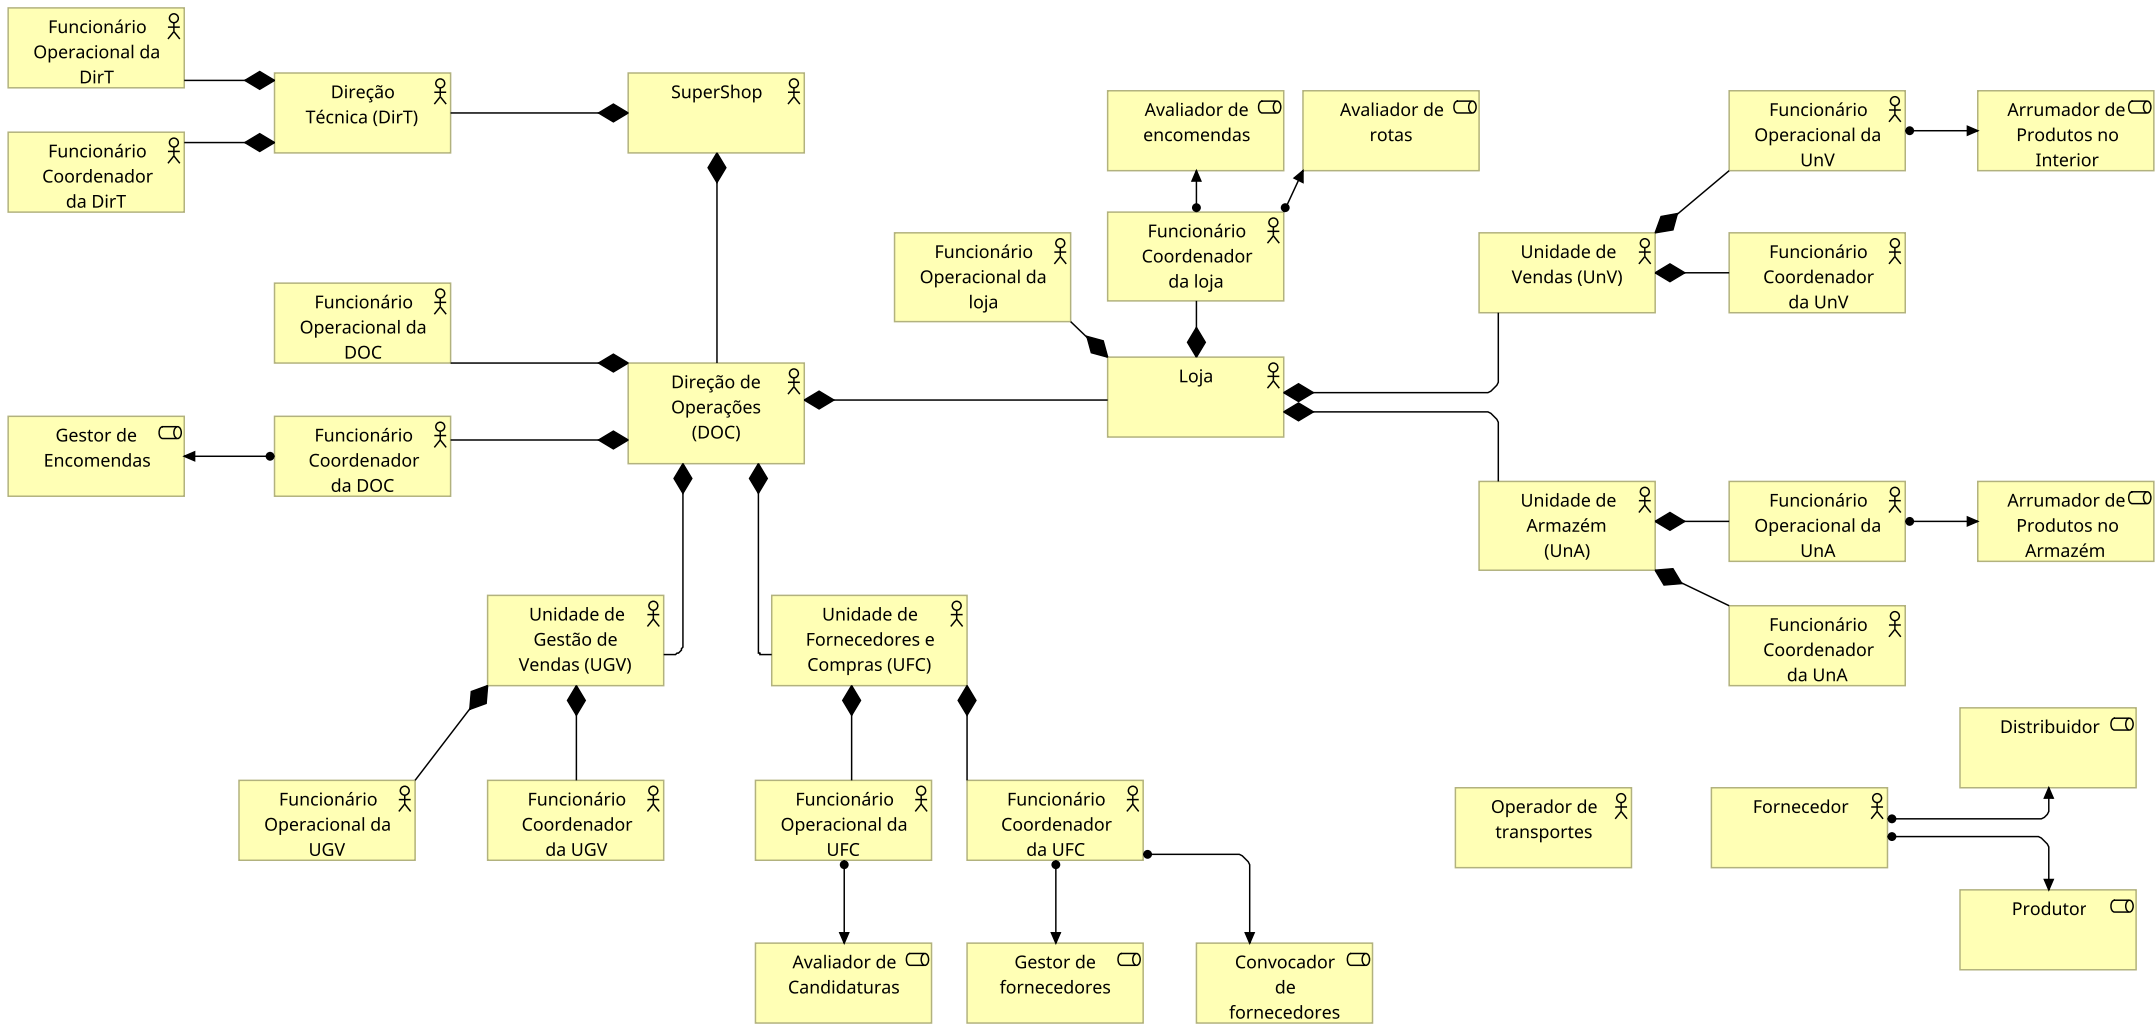 Funcionário
Operacional da
DirT
Direção
Técnica (DirT)
SuperShop
Funcionário
Coordenador
da DirT
Avaliador de
encomendas
Avaliador de
rotas
Funcionário
Operacional da
UnV
Arrumador de
Produtos no
Interior
Funcionário
Operacional da
loja
Funcionário
Coordenador
da loja
Unidade de
Vendas (UnV)
Funcionário
Coordenador
da UnV
Funcionário
Operacional da
DOC
Direção de
Operações
(DOC)
Loja
Gestor de
Encomendas
Funcionário
Coordenador
da DOC
Unidade de
Armazém
(UnA)
Funcionário
Operacional da
UnA
Arrumador de
Produtos no
Armazém
Unidade de
Gestão de
Vendas (UGV)
Unidade de
Fornecedores e
Compras (UFC)
Funcionário
Coordenador
da UnA
Distribuidor
Funcionário
Operacional da
UGV
Funcionário
Coordenador
da UGV
Funcionário
Operacional da
UFC
Funcionário
Coordenador
da UFC
Operador de
transportes
Fornecedor
Produtor
Avaliador de
Candidaturas
Gestor de
fornecedores
Convocador
de
fornecedores